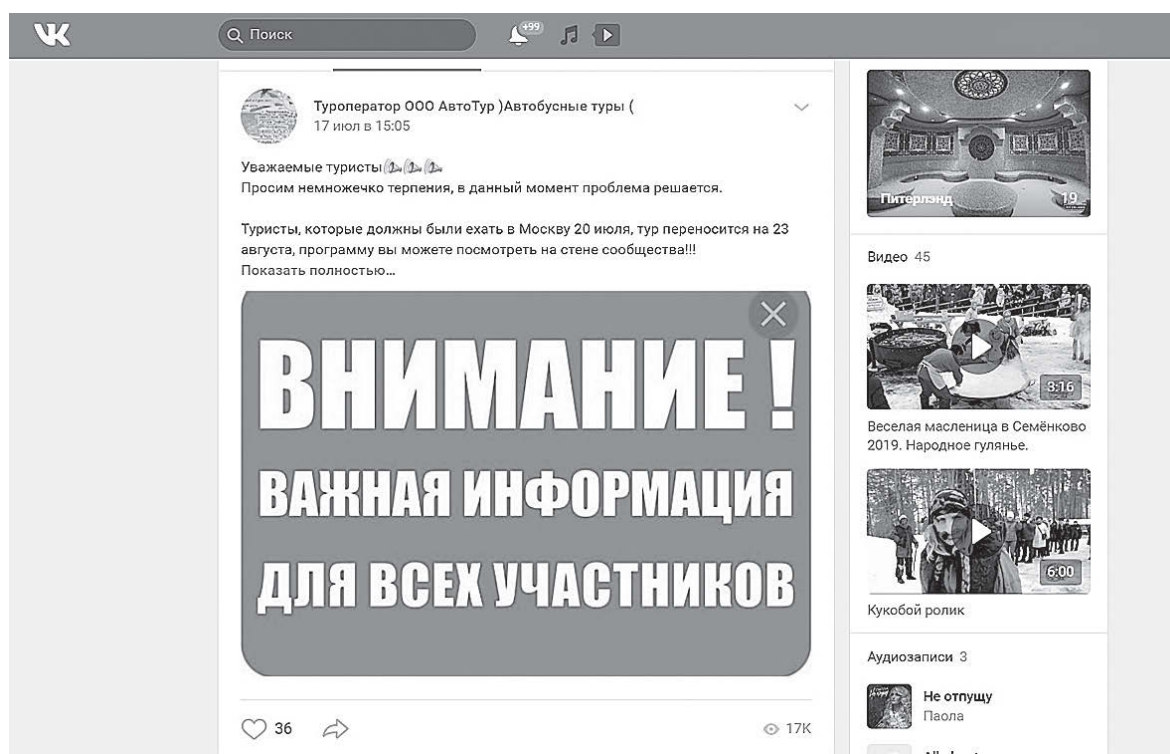 Поиск
+99
Туроператор ООО АвтоТур )Автобусные туры (
17 июл в 15:05
Уважаемые туристы
Просим немножечко терпения, в данный момент проблема решается.
Туристы, которые должны были ехать в Москву 20 июля, тур переносится на 23
августа, программу вы можете посмотреть на стене сообщества!!!
Показать полностью...
ВНИМАНИЕ !
ВАЖНАЯ ИНФОРМАЦИЯ
ДЛЯ ВСЕХ УЧАСТНИКОВ
36
17K
Питерлэнд 19
Видео 45
3:16
Веселая масленица в Семёнково
2019. Народное гулянье.
6:00
Кукобой ролик
Аудиозаписи 3
Не отпущу
Паола